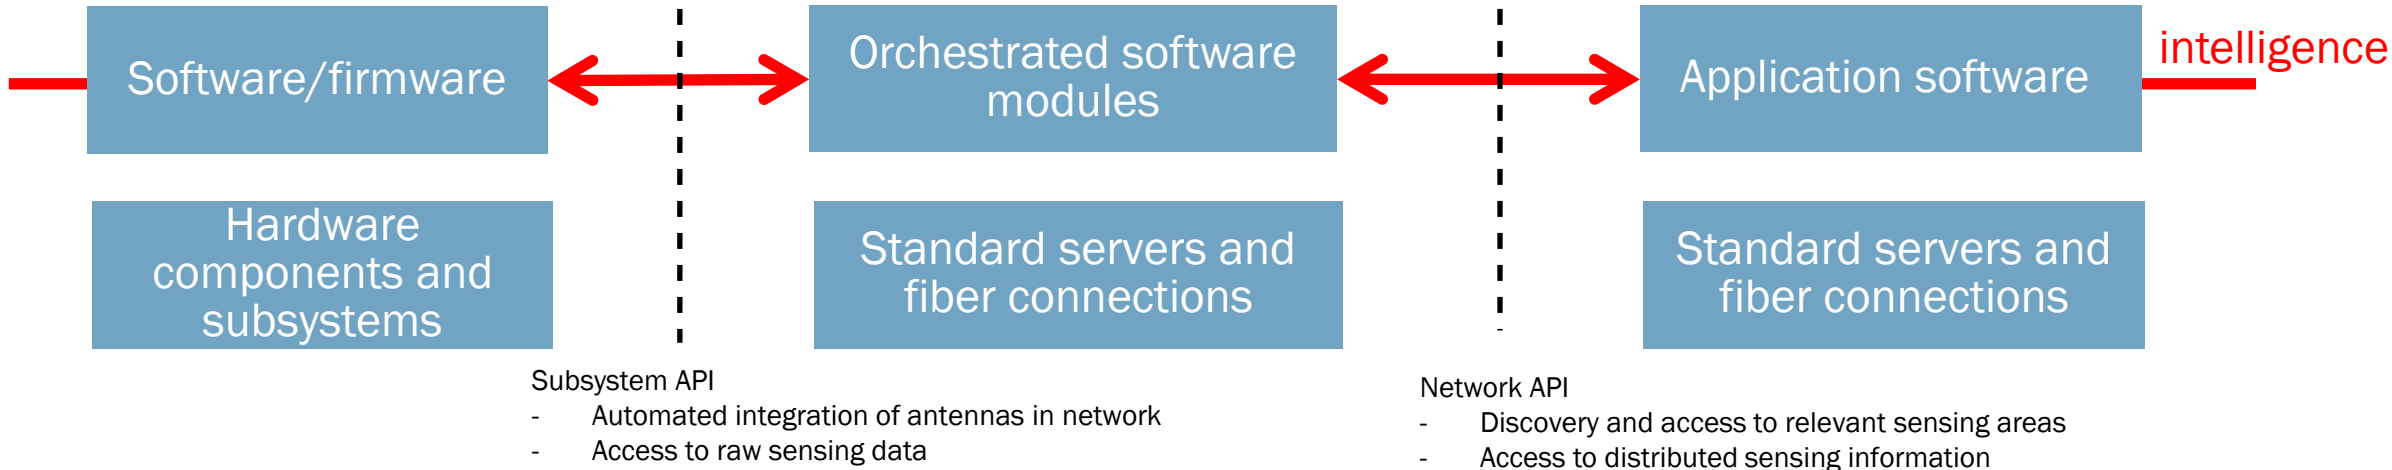 Software/firmware
Orchestrated software
modules
Application software
intelligence
Hardware
components and
subsystems
Standard servers and
fiber connections
Standard servers and
fiber connections
Subsystem API
- Automated integration of antennas in network
- Access to raw sensing data
-
Network API
- Discovery and access to relevant sensing areas
- Access to distributed sensing information